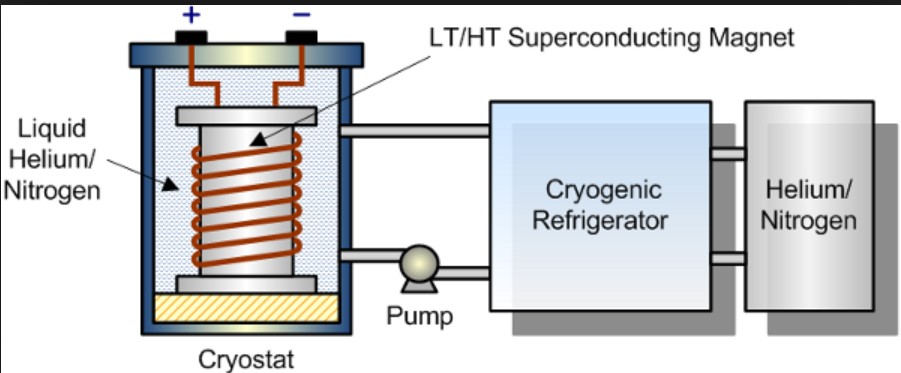 + −
LT/HT Superconducting Magnet
Liquid
Helium/
Nitrogen
Cryogenic
Refrigerator
Helium/
Nitrogen
Pump
Cryostat